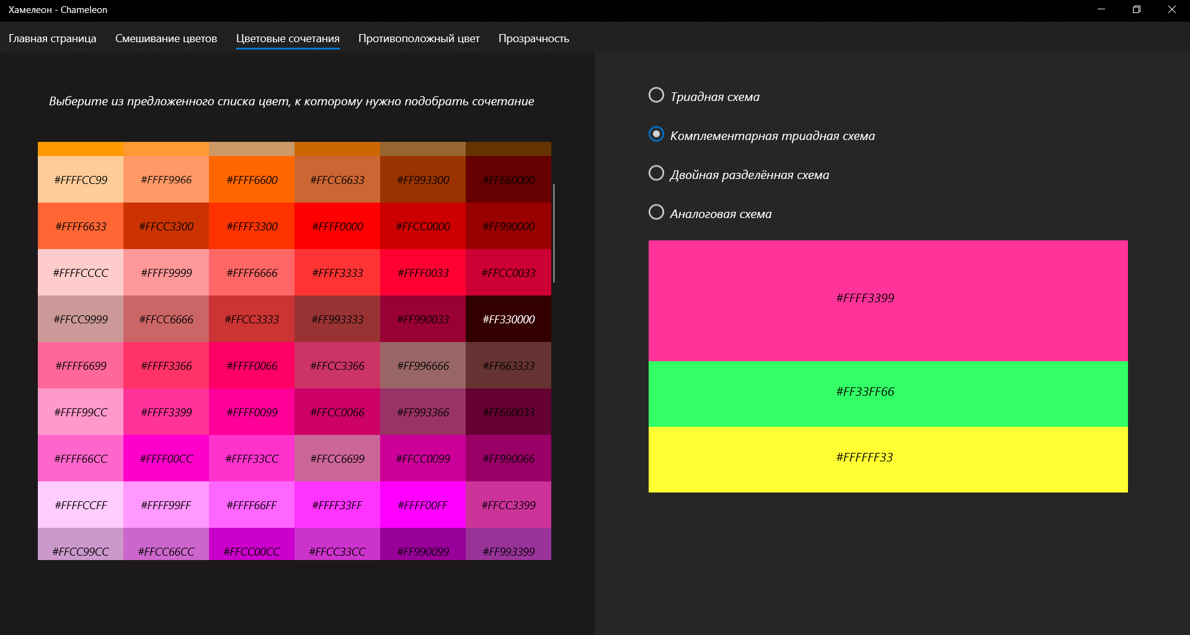 Хамелеон - Chameleon
Главная страница Смешивание цветов Цветовые сочетания Противоположный цвет Прозрачность
Выберите из предложенного списка цвет, к которому нужно подобрать сочетание
#FFFFCC99 #FFFF9966 #FFFF6600 #FFCC6633 #FF993300 #FF660000
#FFFF6633 #FFCC3300 #FFFF3300 #FFFF0000 #FFCC0000 #FF990000
#FFFFCCCC #FFFF9999 #FFFF6666 #FFFF3333 #FFFF0033 #FFCC0033
#FFCC9999 #FFCC6666 #FFCC3333 #FF993333 #FF990033 #FF330000
#FFFF6699 #FFFF3366 #FFFF0066 #FFCC3366 #FF996666 #FF663333
#FFFF99CC #FFFF3399 #FFFF0099 #FFCC0066 #FF993366 #FF660033
#FFFF66CC #FFFF00CC #FFFF33CC #FFCC6699 #FFCC0099 #FF990066
#FFFFCCFF #FFFF99FF #FFFF66FF #FFFF33FF #FFFF00FF #FFCC3399
#FFCC99CC #FFCC66CC #FFCC00CC #FFCC33CC #FF990099 #FF993399
Триадная схема
Комплементарная триадная схема
Двойная разделённая схема
Аналоговая схема
#FFFF3399
#FF33FF66
#FFFFFF33